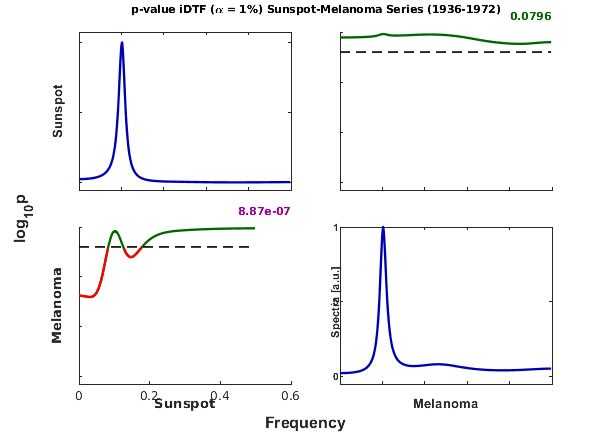 p-value iDTF (α = 1%) Sunspot-Melanoma Series (1936-1972)
0.0796
Sunspot
8.87e-07
log10p
Melanoma
Spectra [a.u.]
1
0
0 0.2 0.4 0.6
Sunspot
Melanoma
Frequency